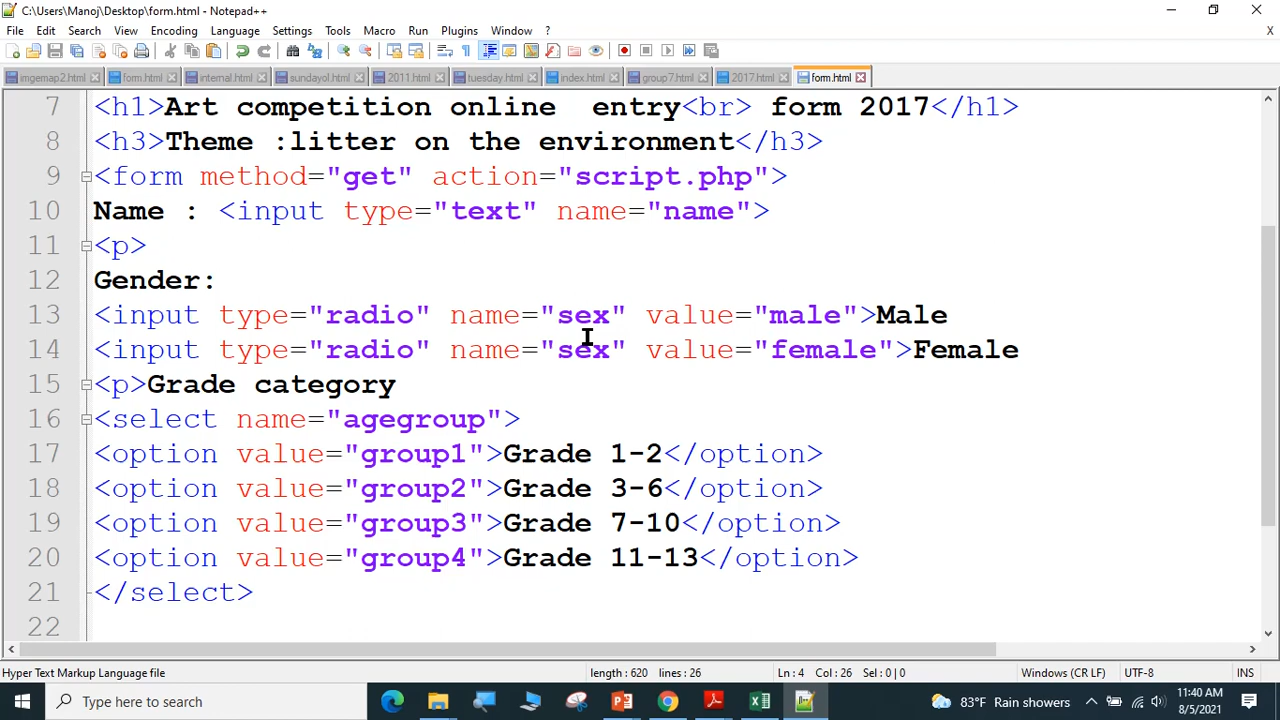 C:\Users\Manoj\Desktop\form.html - Notepad++
File Edit Search View Encoding Language Settings Tools Macro Run Plugins Window ? X
mgemap2.html form.html internal.html sundayol.html 2011.html tuesday.html index.html group7.html 2017.html form.html
7 <h1>Art competition online  entry<br> form 2017</h1>
8 <h3>Theme :litter on the environment</h3>
9 <form method="get" action="script.php">
10 Name : <input type="text" name="name">
11 <p>
12 Gender:
13 <input type="radio" name="sex" value="male">Male
14 <input type="radio" name="sex" value="female">Female
15 <p>Grade category
16 <select name="agegroup">
17 <option value="group1">Grade 1-2</option>
18 <option value="group2">Grade 3-6</option>
19 <option value="group3">Grade 7-10</option>
20 <option value="group4">Grade 11-13</option>
21 </select>
22
Hyper Text Markup Language file length : 620 lines : 26 Ln : 4 Col : 26 Sel : 0 | 0 Windows (CR LF) UTF-8 INS
Type here to search 83°F Rain showers 11:40 AM
8/5/2021